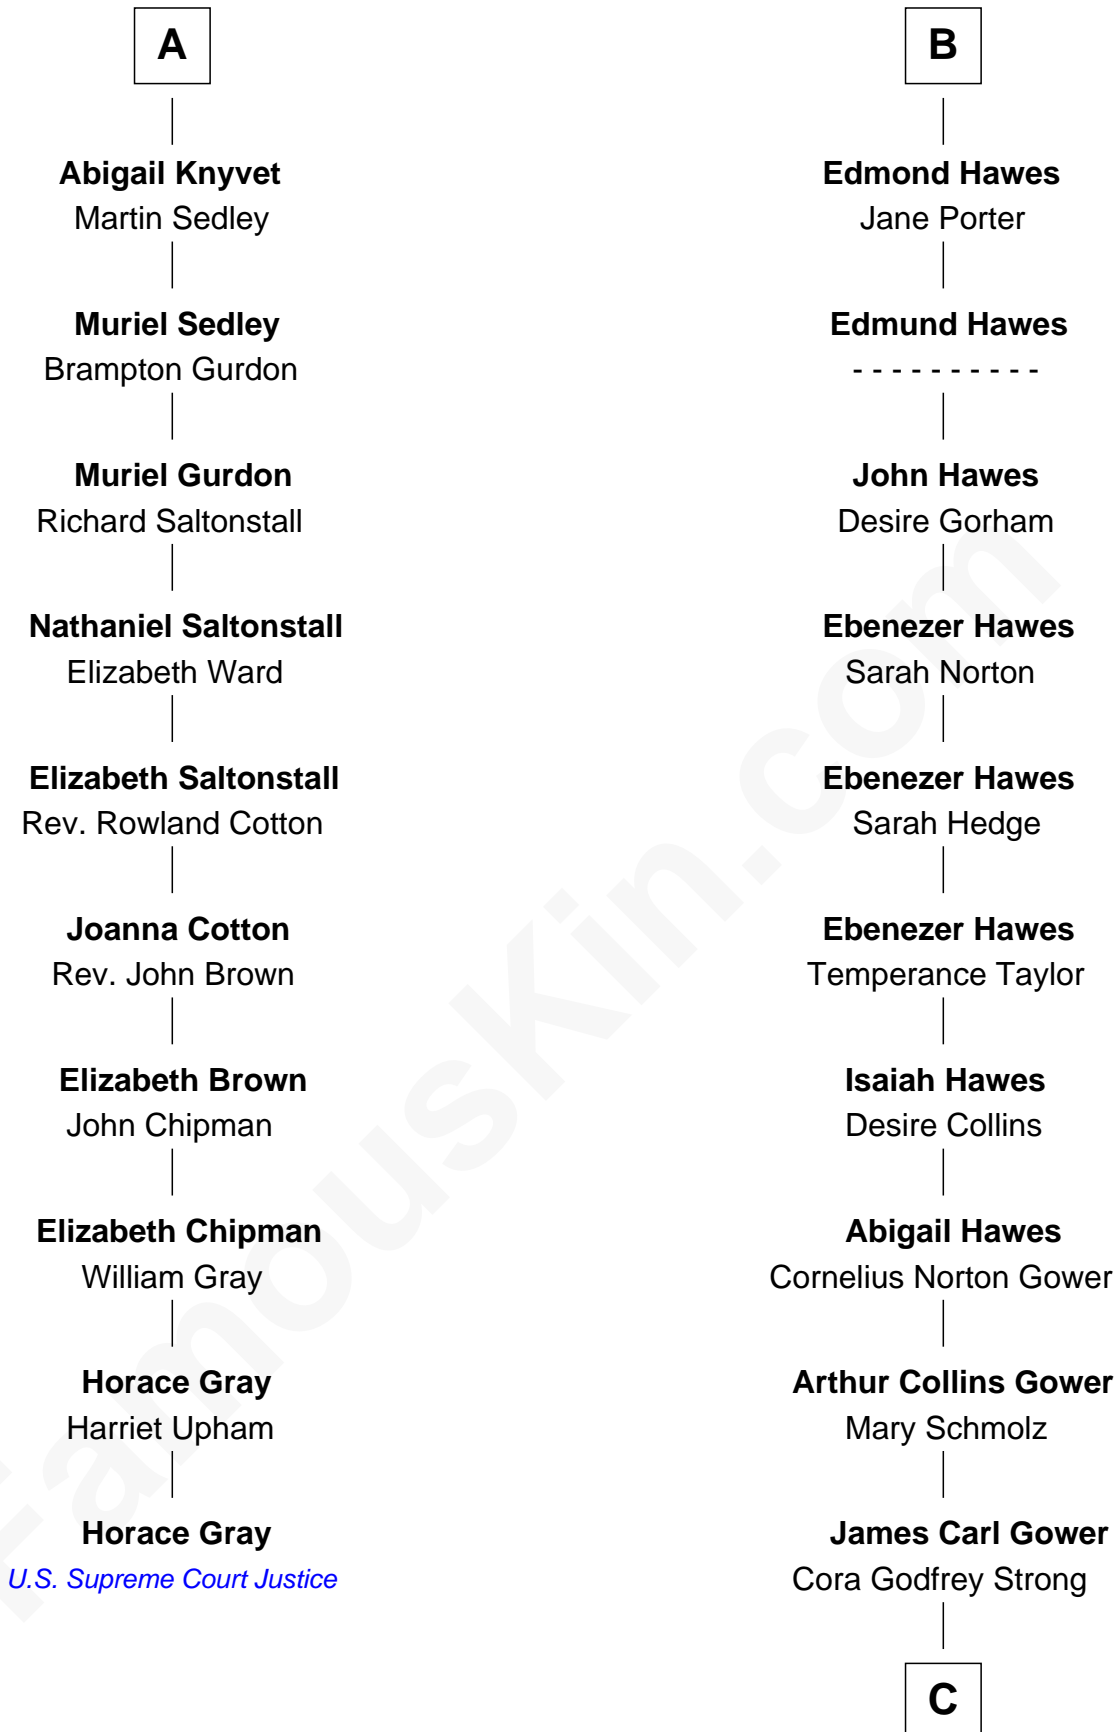 A
Abigail Knyvet
Martin Sedley
Muriel Sedley
Brampton Gurdon
Muriel Gurdon
Richard Saltonstall
Nathaniel Saltonstall
Elizabeth Ward
Elizabeth Saltonstall
Rev. Rowland Cotton
Joanna Cotton
Rev. John Brown
Elizabeth Brown
John Chipman
Elizabeth Chipman
William Gray
Horace Gray
Harriet Upham
Horace Gray
U.S. Supreme Court Justice
B
Edmond Hawes
Jane Porter
Edmund Hawes
- - - - - - - - - -
John Hawes
Desire Gorham
Ebenezer Hawes
Sarah Norton
Ebenezer Hawes
Sarah Hedge
Ebenezer Hawes
Temperance Taylor
Isaiah Hawes
Desire Collins
Abigail Hawes
Cornelius Norton Gower
Arthur Collins Gower
Mary Schmolz
James Carl Gower
Cora Godfrey Strong
C
FamousKin.com